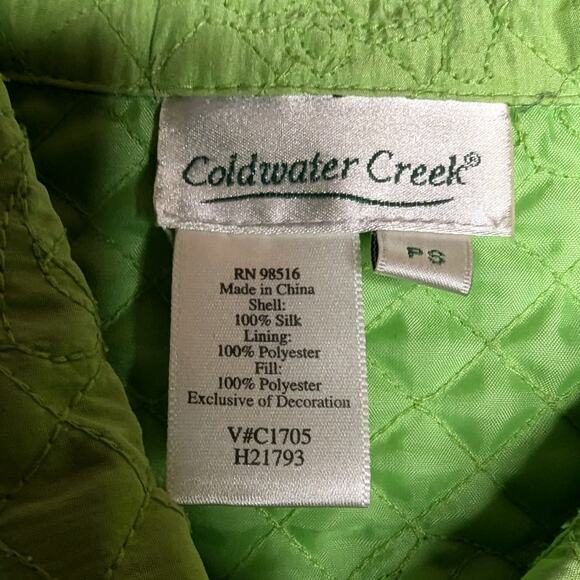 Coldwater Creek®
PS
RN 98516
Made in China
Shell:
100% Silk
Lining:
100% Polyester
Fill:
100% Polyester
Exclusive of Decoration
V#C1705
H21793